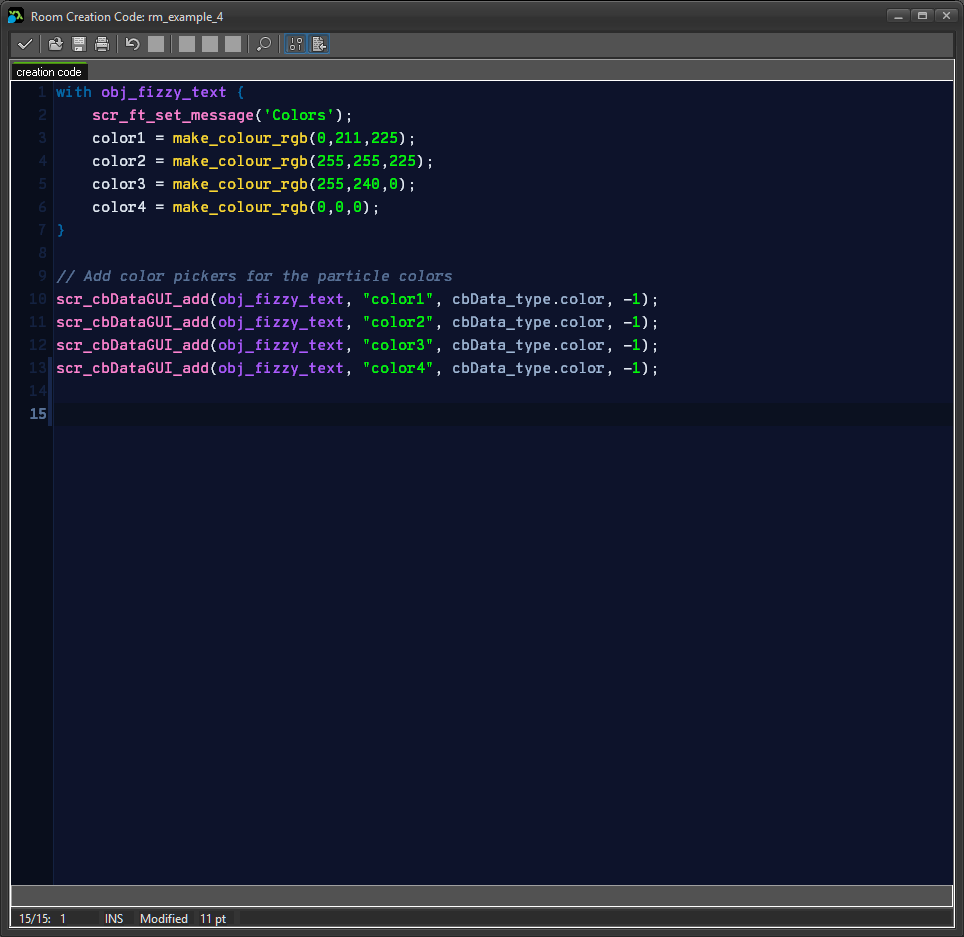 Room Creation Code: rm_example_4
creation code
1 with obj_fizzy_text {
2     scr_ft_set_message('Colors');
3     color1 = make_colour_rgb(0,211,225);
4     color2 = make_colour_rgb(255,255,225);
5     color3 = make_colour_rgb(255,240,0);
6     color4 = make_colour_rgb(0,0,0);
7 }
8
9 // Add color pickers for the particle colors
10 scr_cbDataGUI_add(obj_fizzy_text, "color1", cbData_type.color, -1);
11 scr_cbDataGUI_add(obj_fizzy_text, "color2", cbData_type.color, -1);
12 scr_cbDataGUI_add(obj_fizzy_text, "color3", cbData_type.color, -1);
13 scr_cbDataGUI_add(obj_fizzy_text, "color4", cbData_type.color, -1);
14
15
15/15: 1 INS Modified 11 pt